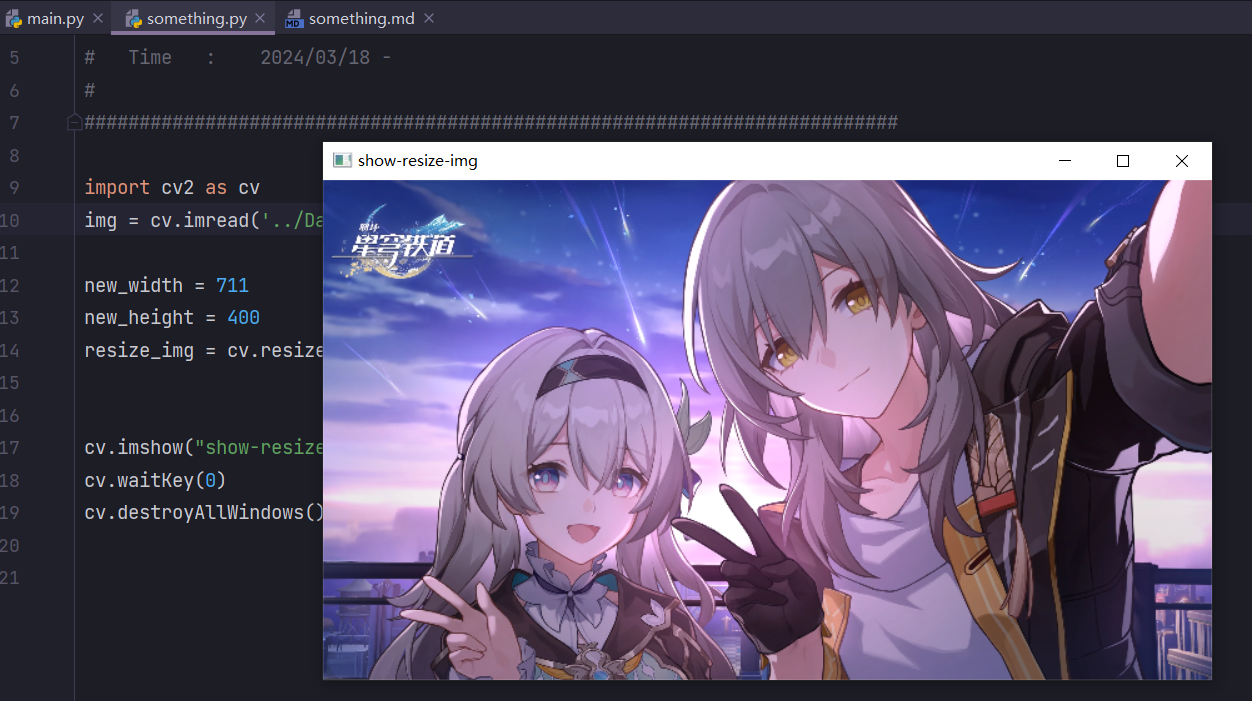 main.py
something.py
something.md
5 # Time : 2024/03/18 -
6 #
7 ##########################################################################
8
9 import cv2 as cv
10 img = cv.imread('../Da
11
12 new_width = 711
13 new_height = 400
14 resize_img = cv.resize
15
16
17 cv.imshow("show-resize
18 cv.waitKey(0)
19 cv.destroyAllWindows()
20
21
show-resize-img
崩坏
星穹铁道